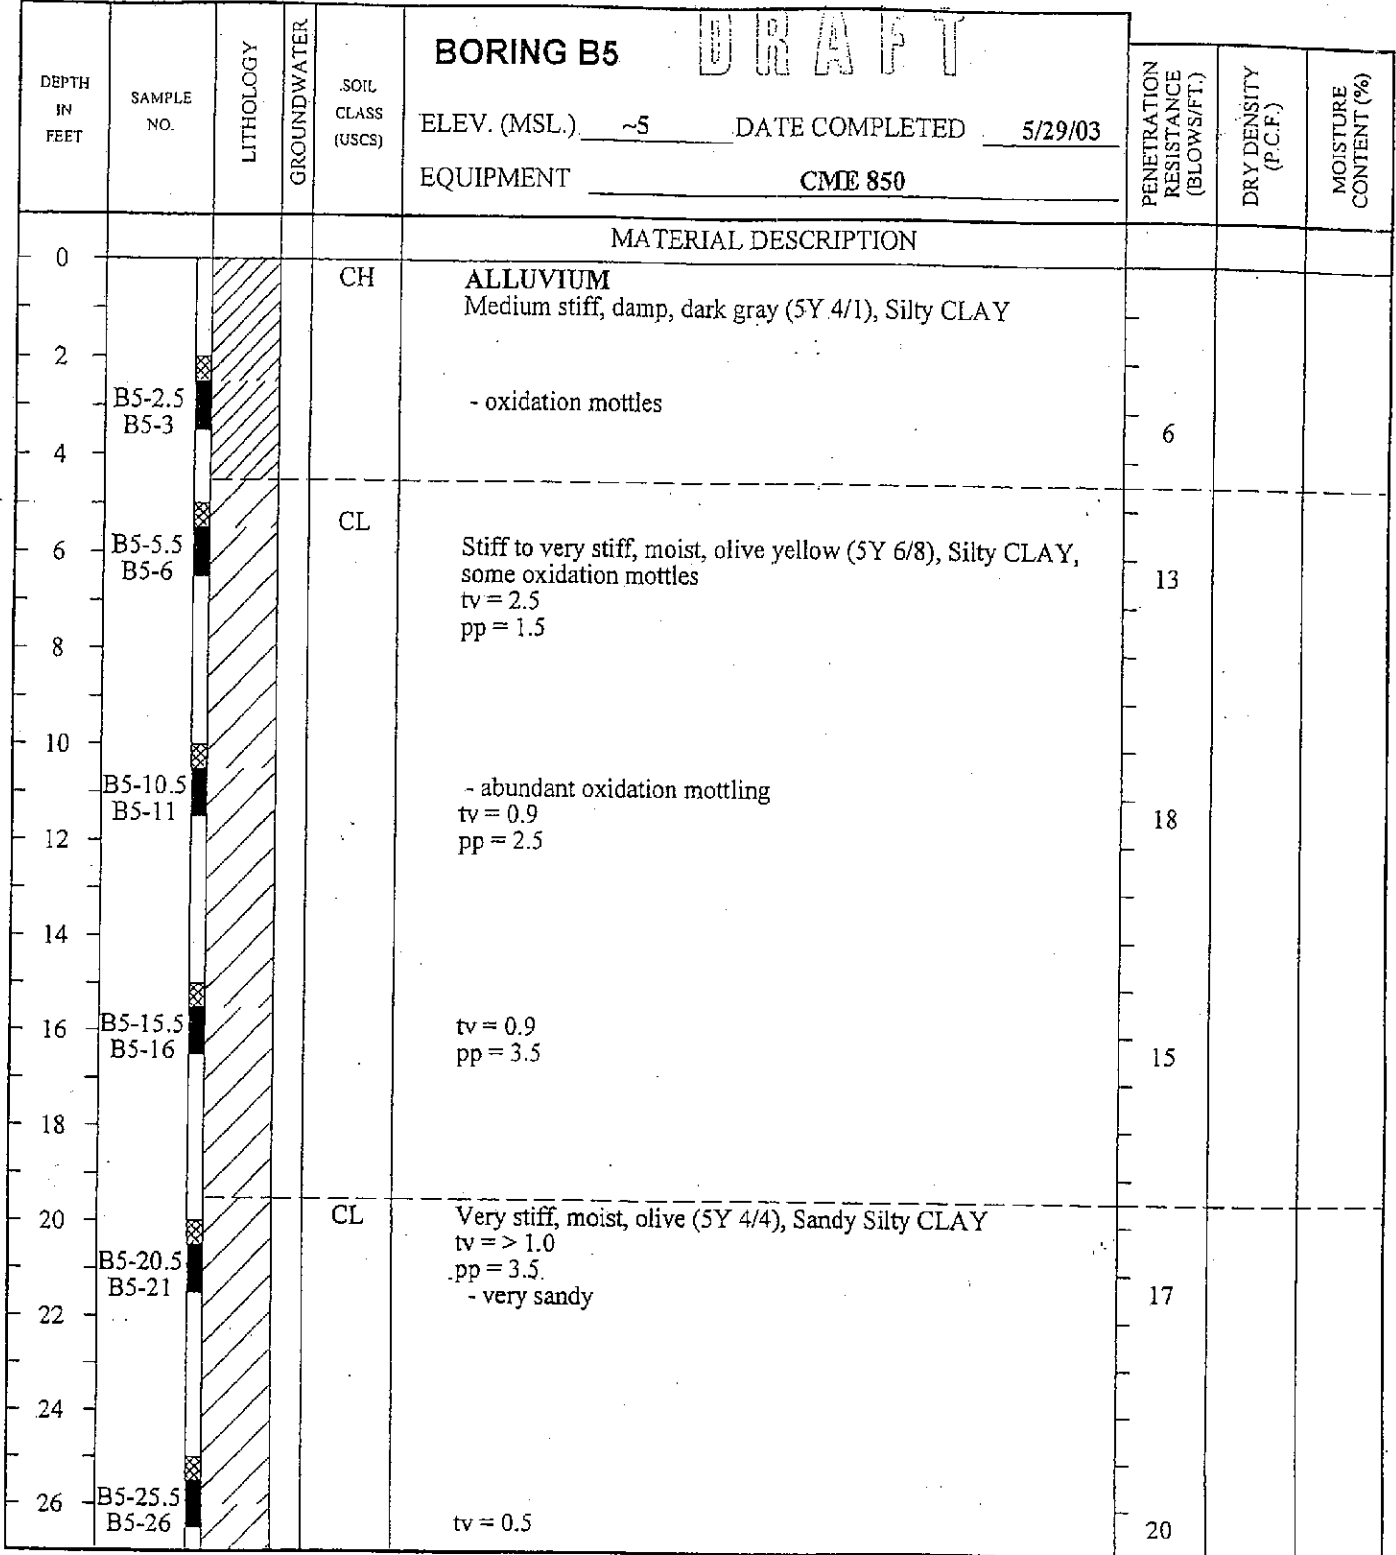 DRAFT
BORING B5
ELEV. (MSL.) ~5 DATE COMPLETED 5/29/03
EQUIPMENT CME 850
DEPTH
IN
FEET
SAMPLE
NO.
LITHOLOGY
GROUNDWATER
SOIL
CLASS
(USCS)
PENETRATION
RESISTANCE
(BLOWS/FT.)
DRY DENSITY
(P.C.F.)
MOISTURE
CONTENT (%)
MATERIAL DESCRIPTION
0
CH
ALLUVIUM
Medium stiff, damp, dark gray (5Y 4/1), Silty CLAY
2
B5-2.5
B5-3
- oxidation mottles
6
4
CL
6
B5-5.5
B5-6
Stiff to very stiff, moist, olive yellow (5Y 6/8), Silty CLAY,
some oxidation mottles
tv = 2.5
pp = 1.5
13
8
10
B5-10.5
B5-11
- abundant oxidation mottling
tv = 0.9
pp = 2.5
18
12
14
16
B5-15.5
B5-16
tv = 0.9
pp = 3.5
15
18
20
CL
Very stiff, moist, olive (5Y 4/4), Sandy Silty CLAY
tv = > 1.0
pp = 3.5
- very sandy
B5-20.5
B5-21
17
22
24
26
B5-25.5
B5-26
tv = 0.5
20